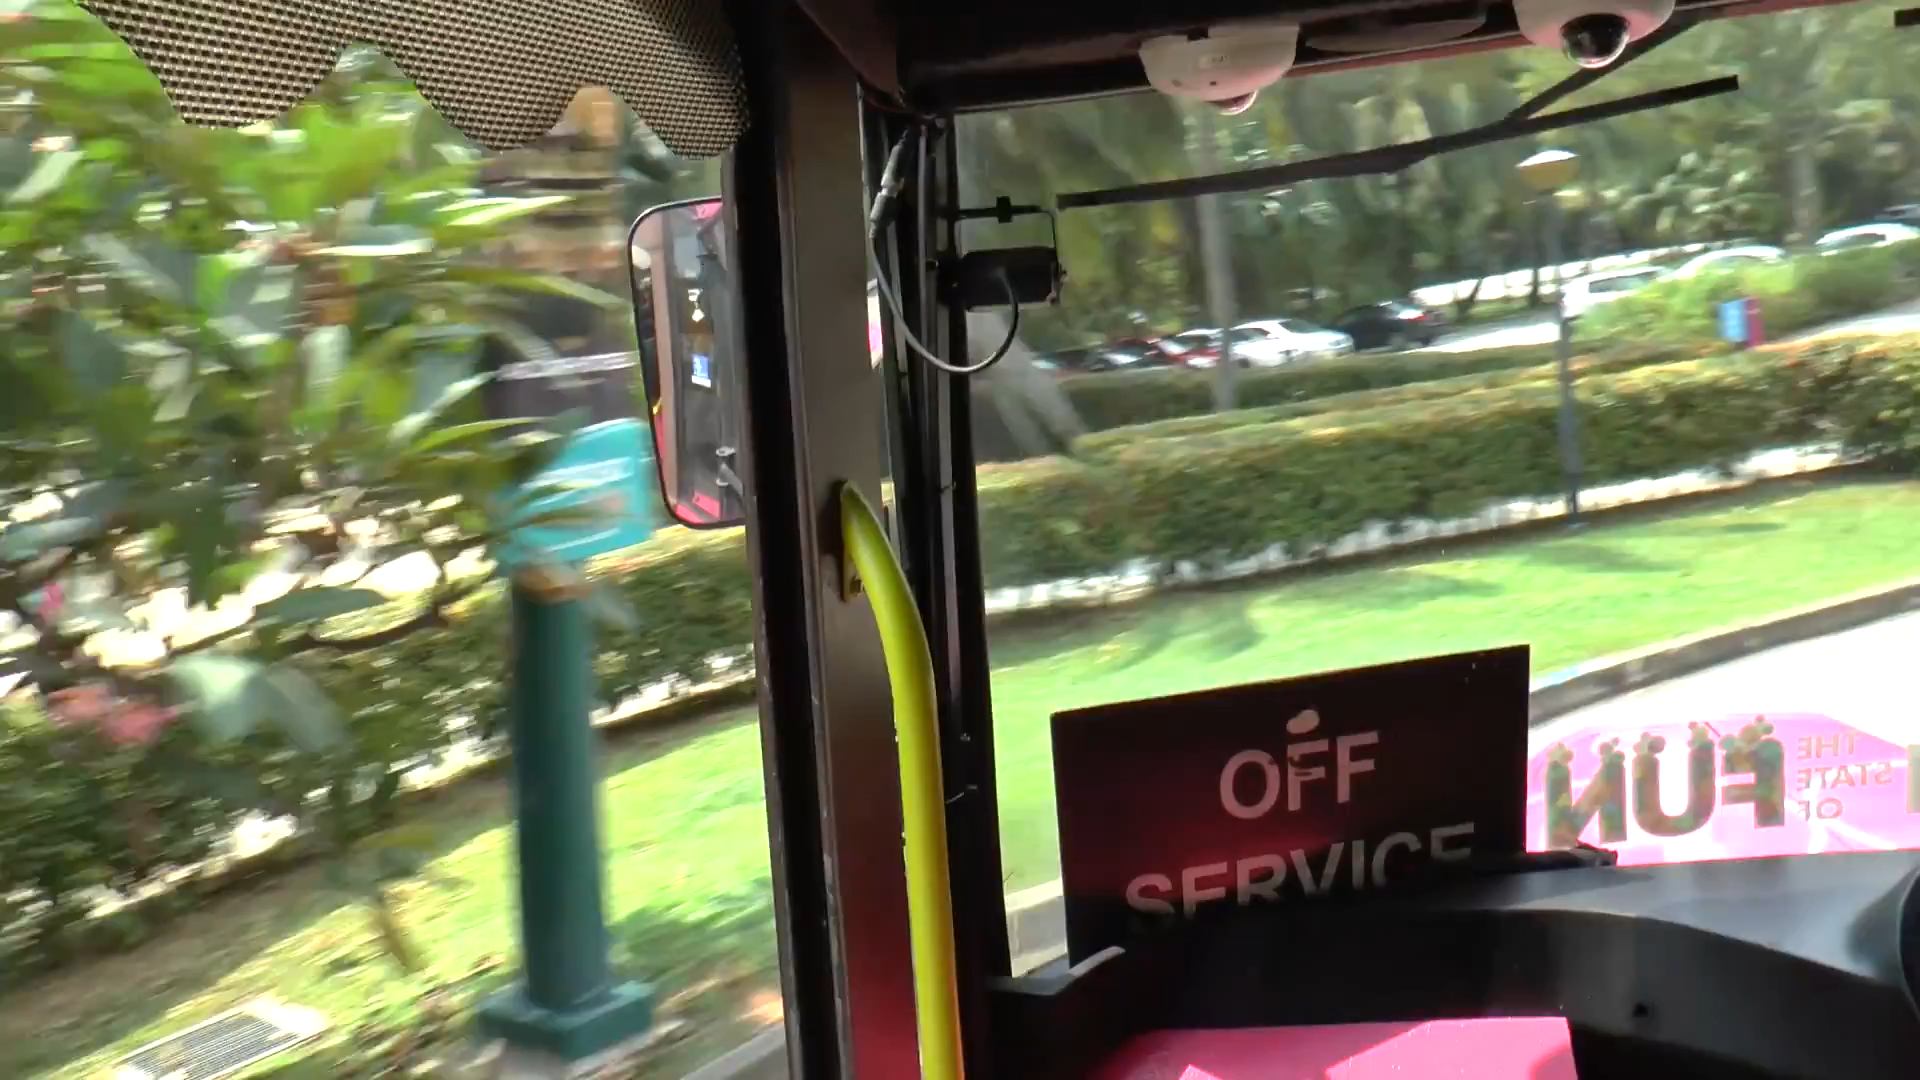 OFF
SERVICE
THE
STATE
OF
FUN